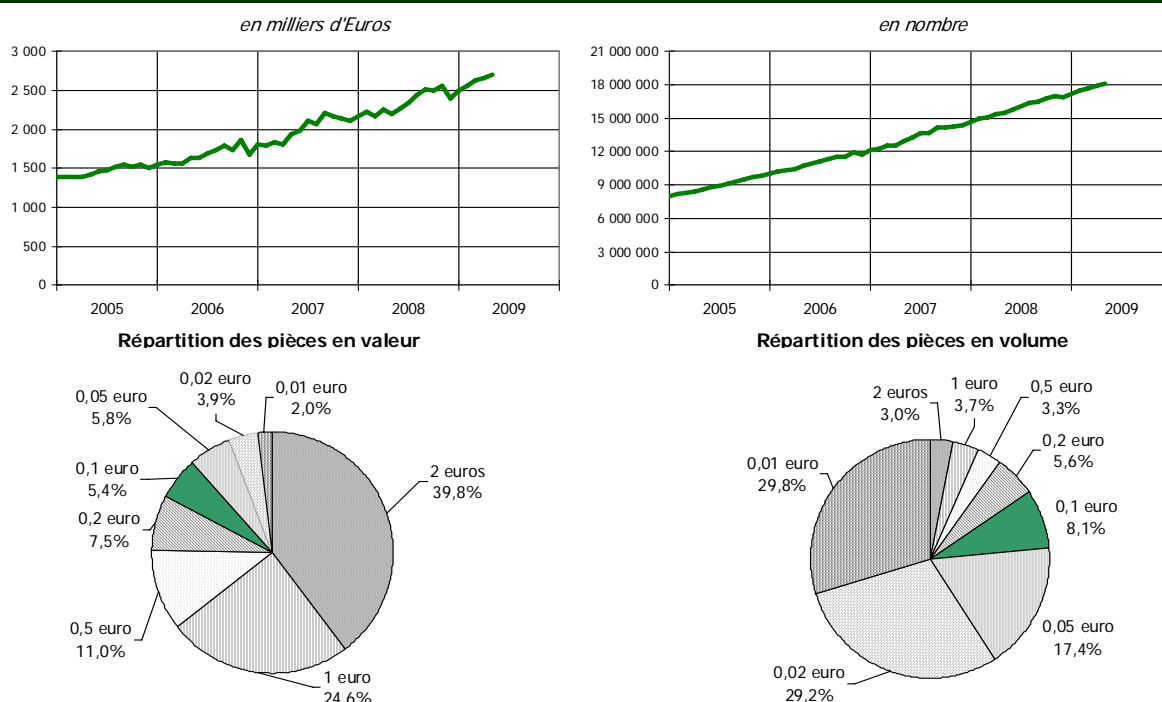 en milliers d'Euros
3 000
2 500
2 000
1 500
1 000
500
0
2005 2006 2007 2008 2009
en nombre
21 000 000
18 000 000
15 000 000
12 000 000
9 000 000
6 000 000
3 000 000
0
2005 2006 2007 2008 2009
Répartition des pièces en valeur
0,01 euro
2,0%
2 euros
39,8%
1 euro
24,6%
0,5 euro
11,0%
0,2 euro
7,5%
0,1 euro
5,4%
0,05 euro
5,8%
0,02 euro
3,9%
Répartition des pièces en volume
2 euros
3,0%
1 euro
3,7%
0,5 euro
3,3%
0,2 euro
5,6%
0,1 euro
8,1%
0,05 euro
17,4%
0,02 euro
29,2%
0,01 euro
29,8%